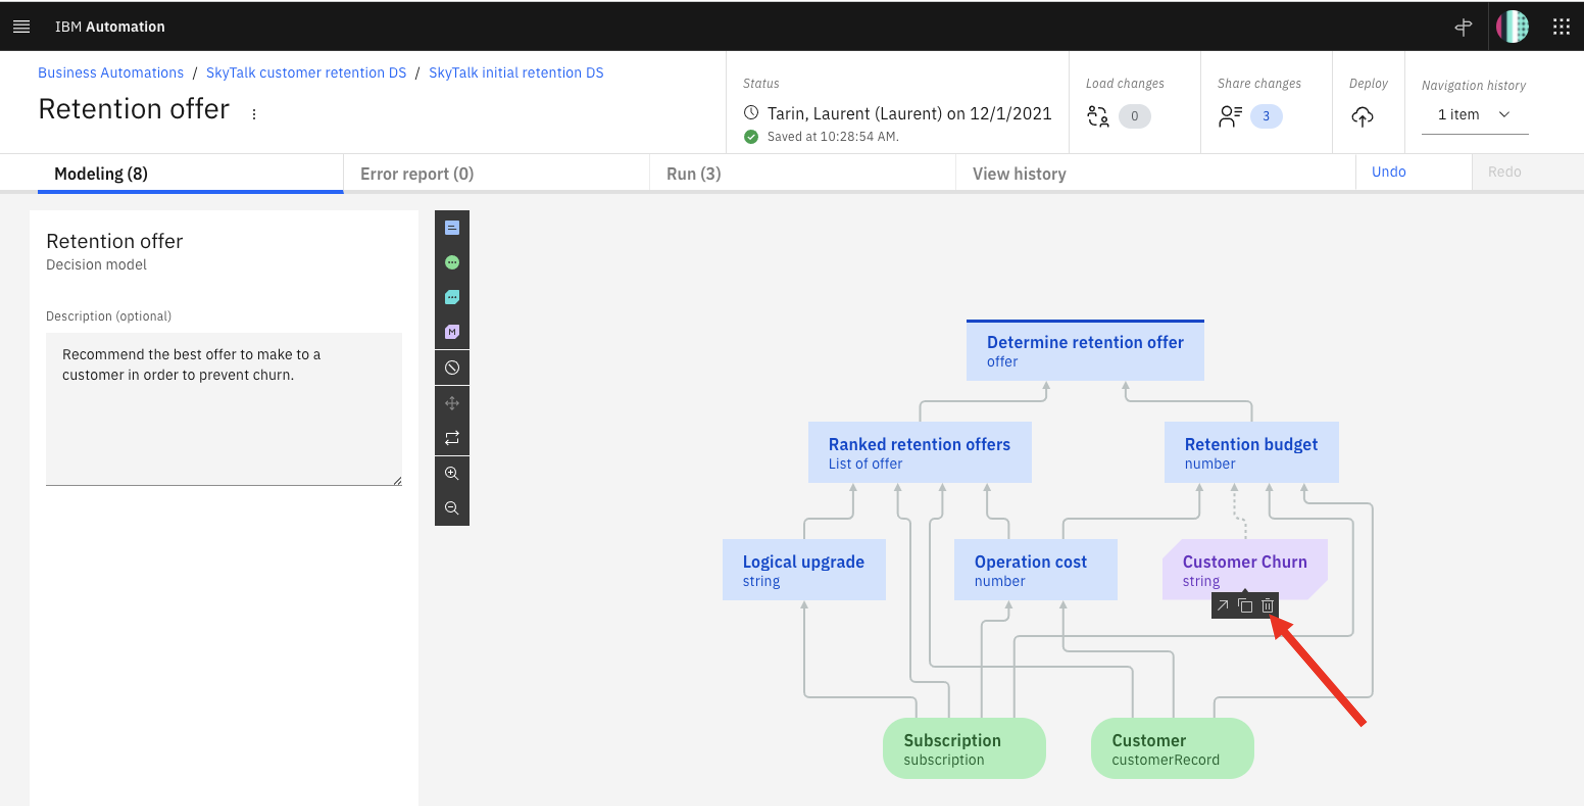 IBM Automation
Business Automations / SkyTalk customer retention DS / SkyTalk initial retention DS
Retention offer
Status
Tarin, Laurent (Laurent) on 12/1/2021
Saved at 10:28:54 AM.
Load changes
0
Share changes
3
Deploy
Navigation history
1 item
Modeling (8)
Error report (0)
Run (3)
View history
Undo
Redo
Retention offer
Decision model
Description (optional)
Recommend the best offer to make to a
customer in order to prevent churn.
M
Determine retention offer
offer
Ranked retention offers
List of offer
Retention budget
number
Logical upgrade
string
Operation cost
number
Customer Churn
string
Subscription
subscription
Customer
customerRecord